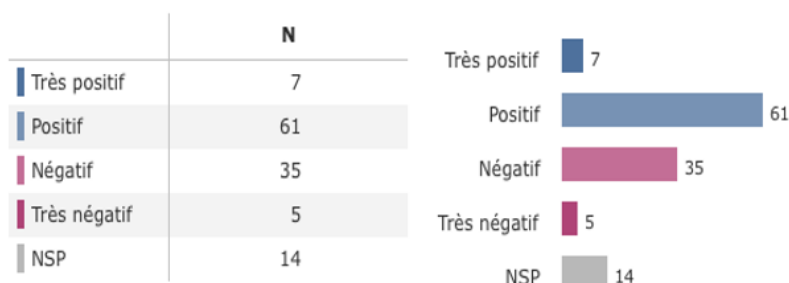 N
Très positif 7
Positif 61
Négatif 35
Très négatif 5
NSP 14
Très positif 7
Positif 61
Négatif 35
Très négatif 5
NSP 14